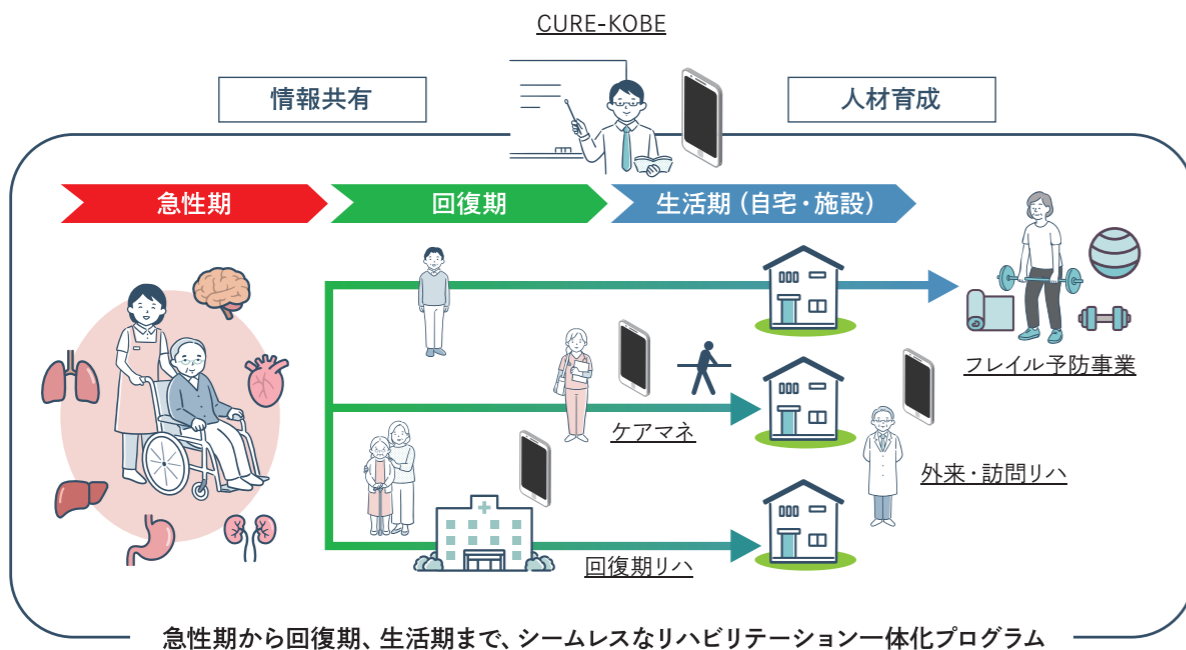 CURE-KOBE
情報共有
人材育成
急性期
回復期
生活期（自宅・施設）
フレイル予防事業
ケアマネ
外来・訪問リハ
回復期リハ
急性期から回復期、生活期まで、シームレスなリハビリテーション一体化プログラム